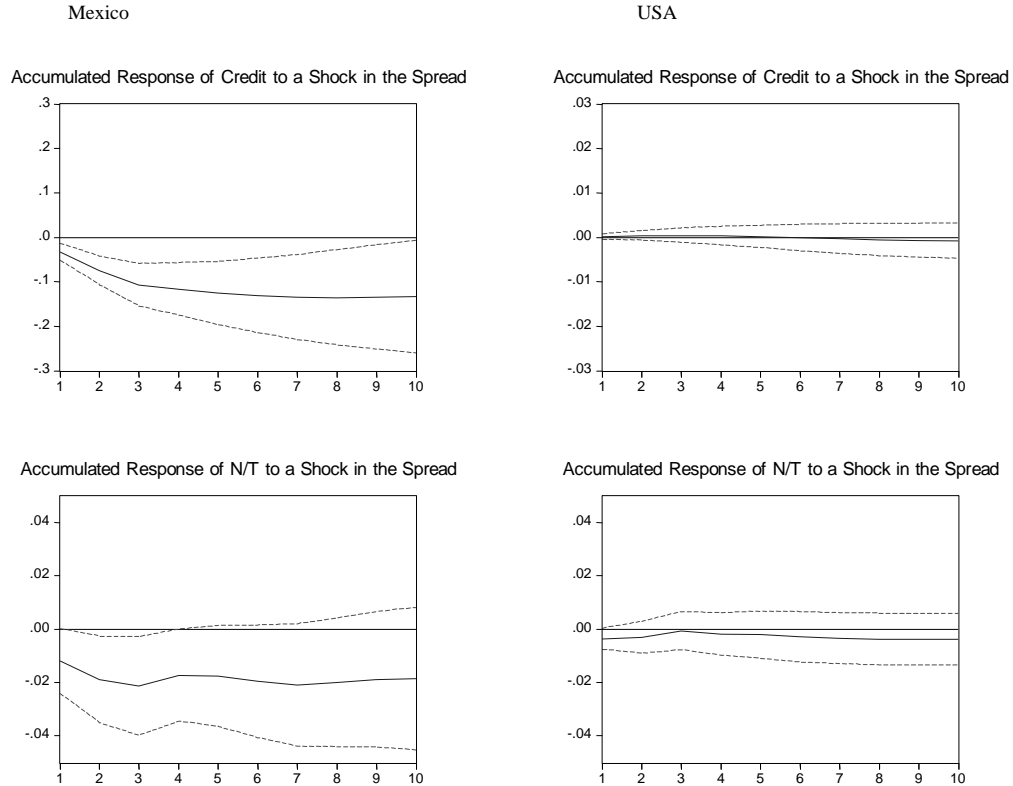 Mexico
USA
Accumulated Response of Credit to a Shock in the Spread
.3
.2
.1
.0
-.1
-.2
-.3
1 2 3 4 5 6 7 8 9 10
Accumulated Response of Credit to a Shock in the Spread
.03
.02
.01
.00
-.01
-.02
-.03
1 2 3 4 5 6 7 8 9 10
Accumulated Response of N/T to a Shock in the Spread
.04
.02
.00
-.02
-.04
1 2 3 4 5 6 7 8 9 10
Accumulated Response of N/T to a Shock in the Spread
.04
.02
.00
-.02
-.04
1 2 3 4 5 6 7 8 9 10